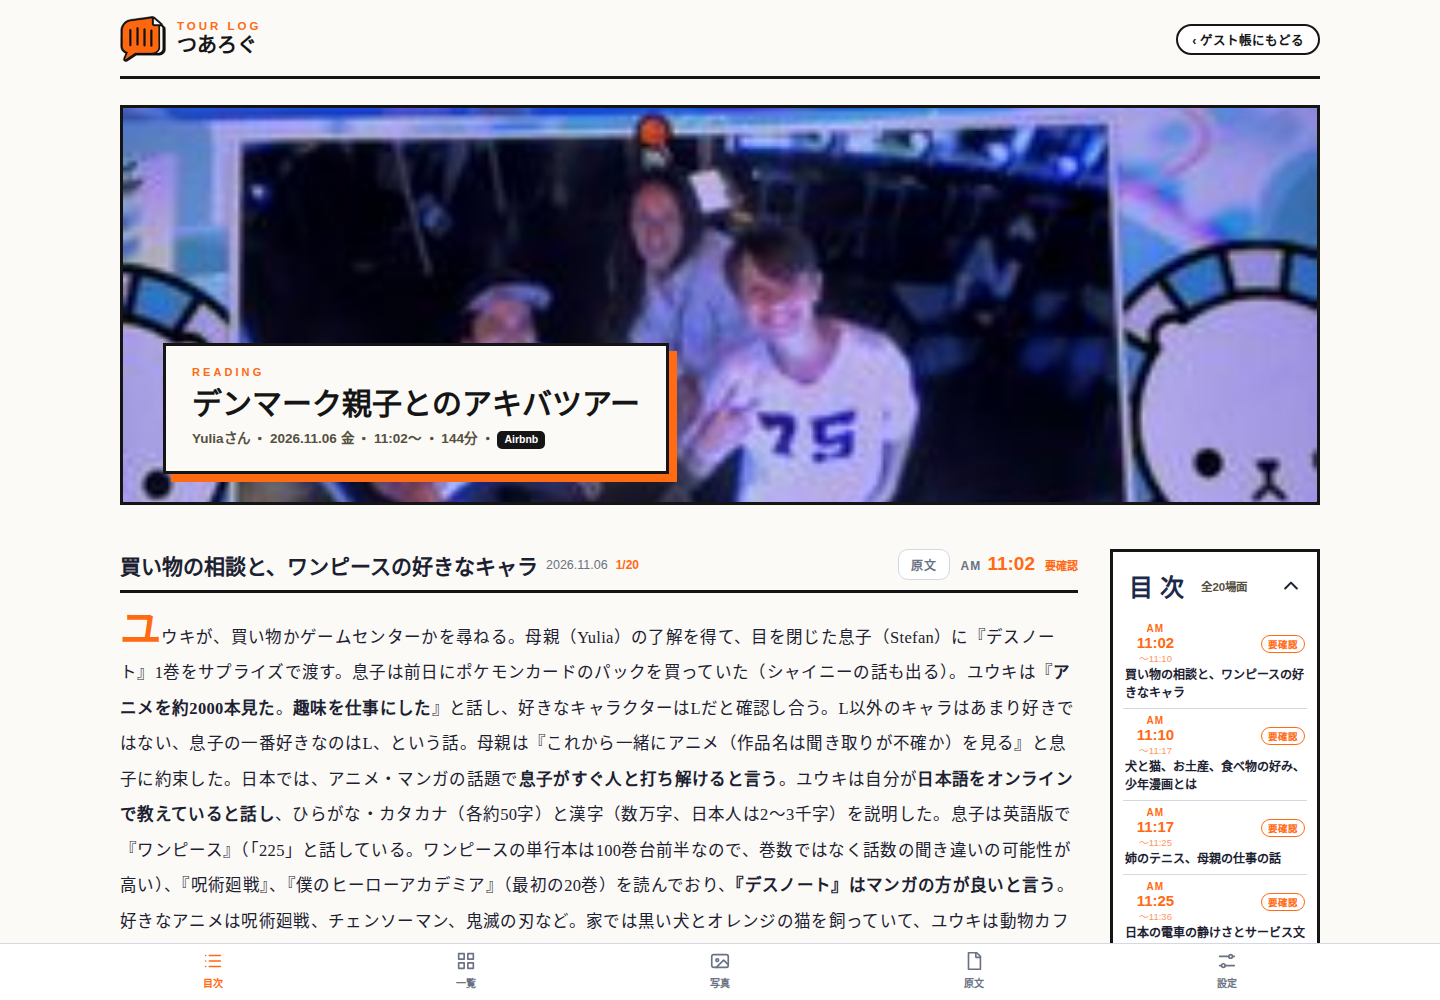 TOUR LOG
つあろぐ
‹ ゲスト帳にもどる
75
READING
デンマーク親子とのアキバツアー
Yuliaさん ・ 2026.11.06 金 ・ 11:02〜 ・ 144分 ・ Airbnb
買い物の相談と、ワンピースの好きなキャラ 2026.11.06 1/20 原文 AM 11:02 要確認
ユウキが、買い物かゲームセンターかを尋ねる。母親（Yulia）の了解を得て、目を閉じた息子（Stefan）に『デスノー
ト』1巻をサプライズで渡す。息子は前日にポケモンカードのパックを買っていた（シャイニーの話も出る）。ユウキは『ア
ニメを約2000本見た。趣味を仕事にした』と話し、好きなキャラクターはLだと確認し合う。L以外のキャラはあまり好きで
はない、息子の一番好きなのはL、という話。母親は『これから一緒にアニメ（作品名は聞き取りが不確か）を見る』と息
子に約束した。日本では、アニメ・マンガの話題で息子がすぐ人と打ち解けると言う。ユウキは自分が日本語をオンライン
で教えていると話し、ひらがな・カタカナ（各約50字）と漢字（数万字、日本人は2〜3千字）を説明した。息子は英語版で
『ワンピース』（「225」と話している。ワンピースの単行本は100巻台前半なので、巻数ではなく話数の聞き違いの可能性が
高い）、『呪術廻戦』、『僕のヒーローアカデミア』（最初の20巻）を読んでおり、『デスノート』はマンガの方が良いと言う。
好きなアニメは呪術廻戦、チェンソーマン、鬼滅の刃など。家では黒い犬とオレンジの猫を飼っていて、ユウキは動物カフ
目次 全20場面
AM
11:02 要確認
〜11:10
買い物の相談と、ワンピースの好
きなキャラ
AM
11:10 要確認
〜11:17
犬と猫、お土産、食べ物の好み、
少年漫画とは
AM
11:17 要確認
〜11:25
姉のテニス、母親の仕事の話
AM
11:25 要確認
〜11:36
日本の電車の静けさとサービス文
目次 一覧 写真 原文 設定